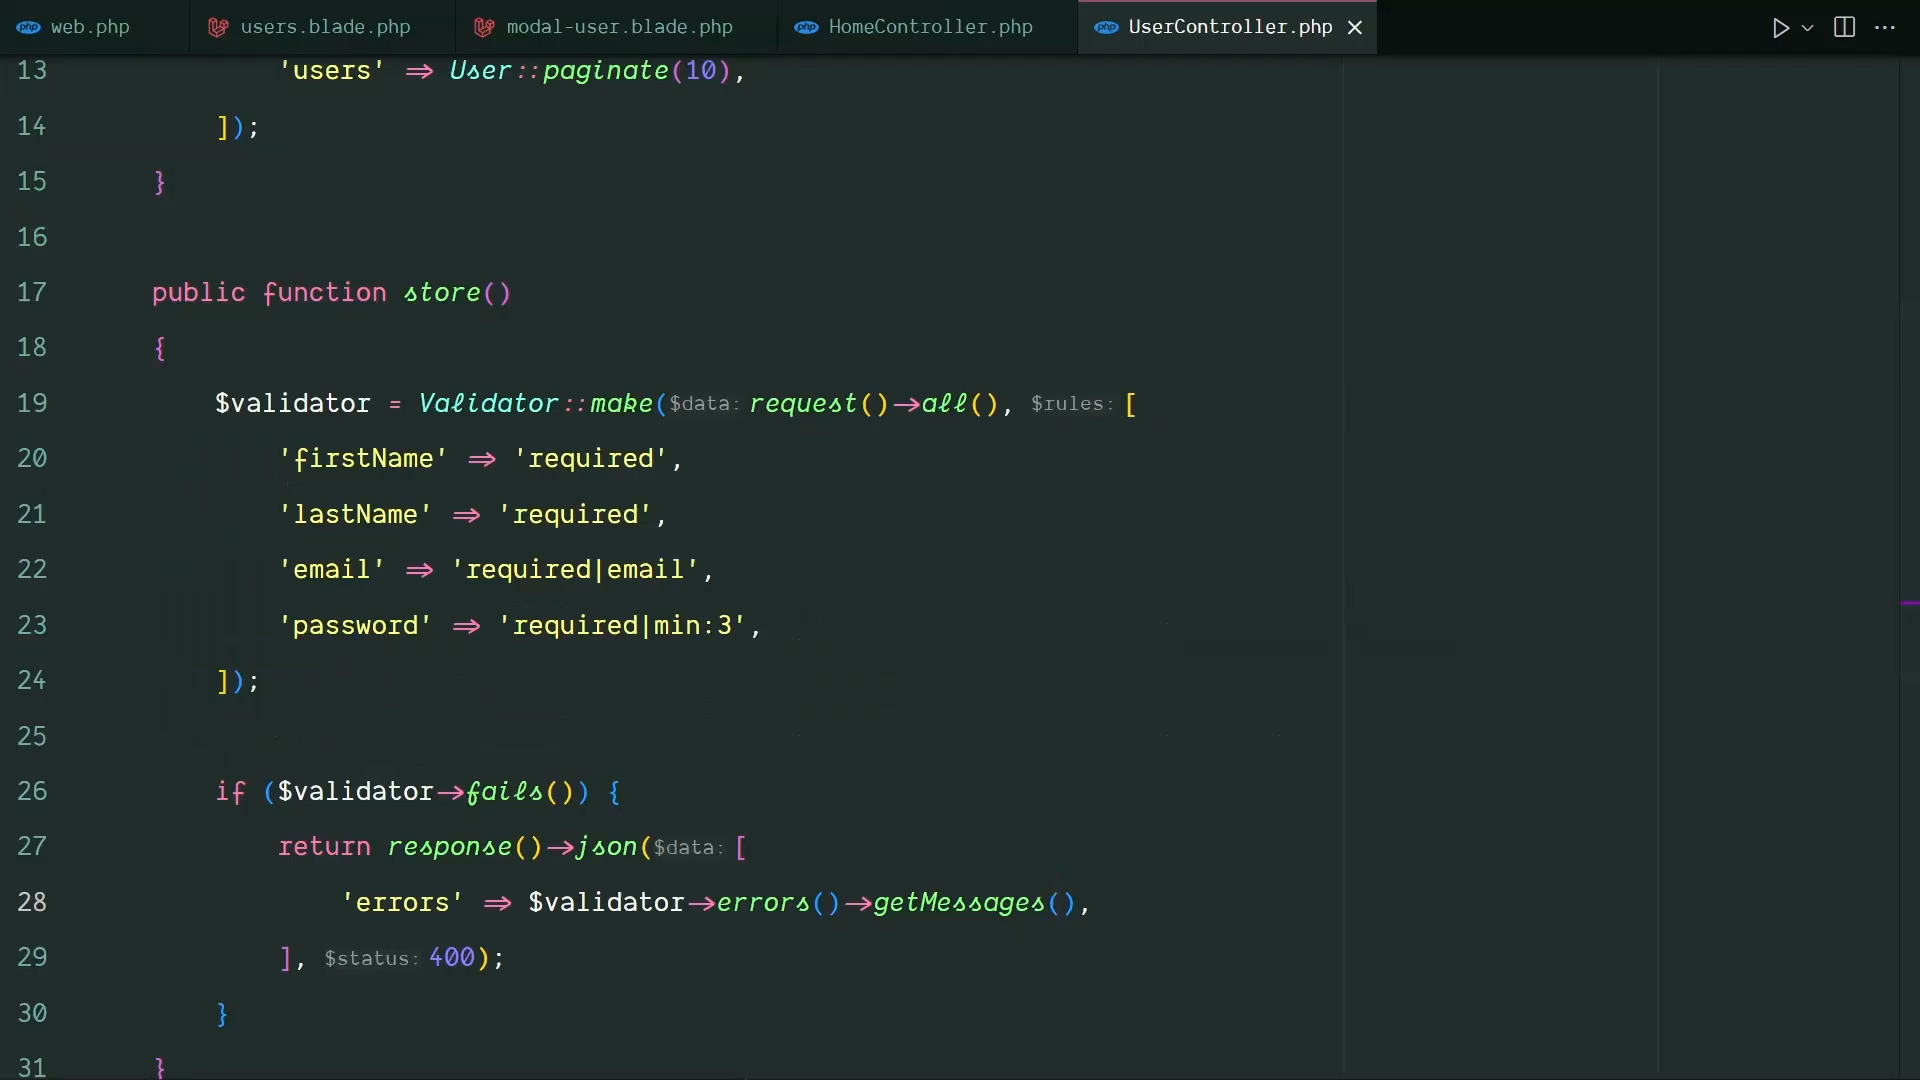 web.php users.blade.php modal-user.blade.php HomeController.php UserController.php
13 'users' => User::paginate(10),
14 ]);
15 }
16
17 public function store()
18 {
19 $validator = Validator::make($data: request()->all(), $rules: [
20 'firstName' => 'required',
21 'lastName' => 'required',
22 'email' => 'required|email',
23 'password' => 'required|min:3',
24 ]);
25
26 if ($validator->fails()) {
27 return response()->json($data: [
28 'errors' => $validator->errors()->getMessages(),
29 ], $status: 400);
30 }
31 }